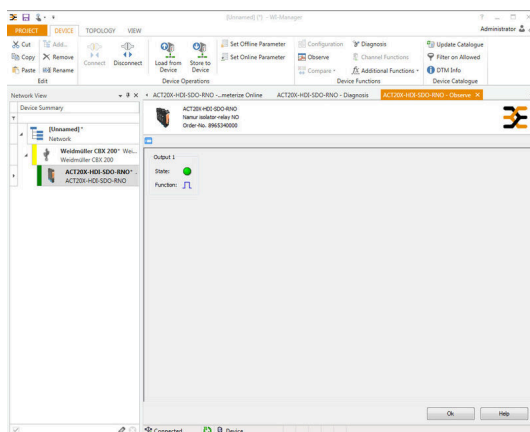 [Unnamed] (*) - WI-Manager
PROJECT DEVICE TOPOLOGY VIEW
Administrator
Cut Add... Set Offline Parameter Configuration Diagnosis Update Catalogue
Copy Remove Connect Disconnect Load from Device Store to Device Set Online Parameter Observe Channel Functions Filter on Allowed
Paste Rename Compare Additional Functions DTM Info
Edit Device Operations Device Functions Device Catalogue
Network View
ACT20X-HDI-SDO-RNO -...meterize Online ACT20X-HDI-SDO-RNO - Diagnosis ACT20X-HDI-SDO-RNO - Observe
Device Summary
ACT20X-HDI-SDO-RNO
Namur isolator-relay NO
Order-No. 8965340000
[Unnamed]*
Network
Weidmüller CBX 200* Wei...
Weidmüller CBX 200
ACT20X-HDI-SDO-RNO*
ACT20X-HDI-SDO-RNO
Output 1
State:
Function:
Ok Help
Connected Device